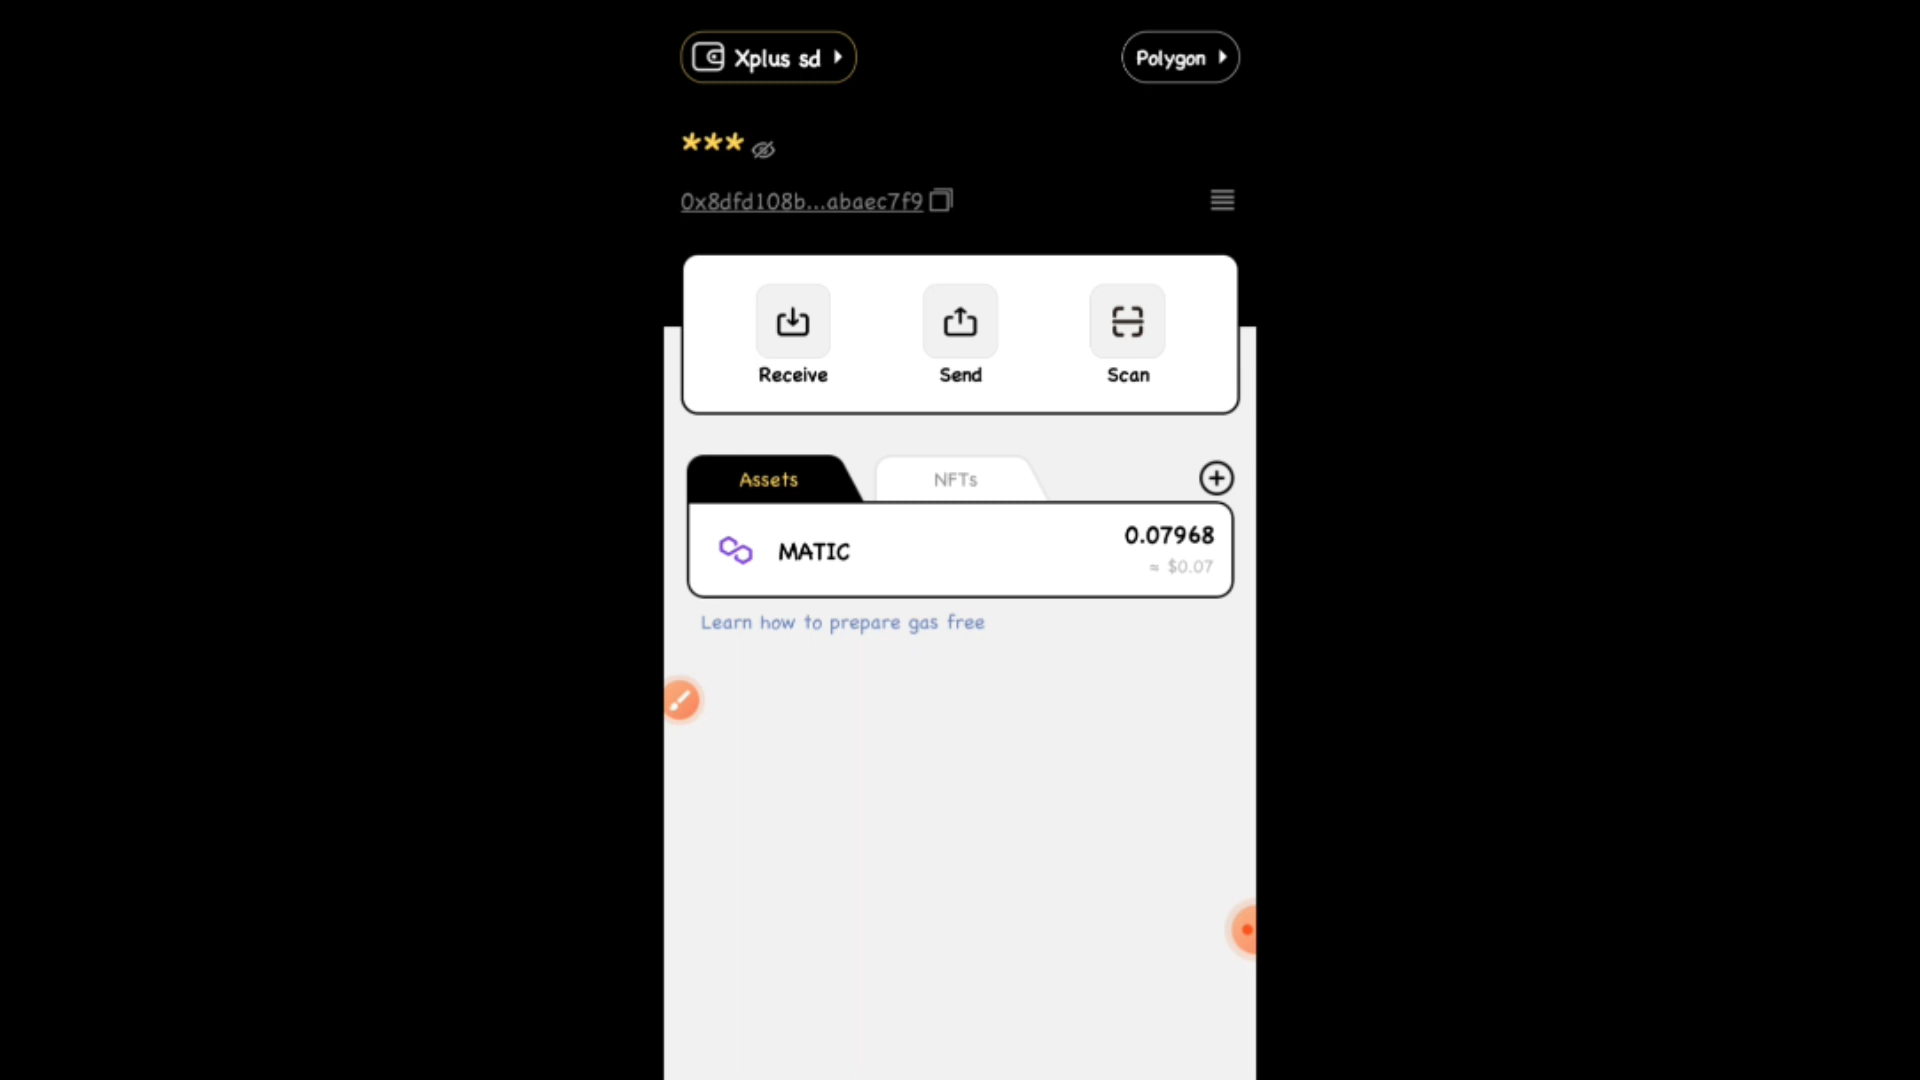 Xplus sd
Polygon
***
0x8dfd108b...abaec7f9
Receive
Send
Scan
Assets
NFTs
MATIC
0.07968
≈ $0.07
Learn how to prepare gas free